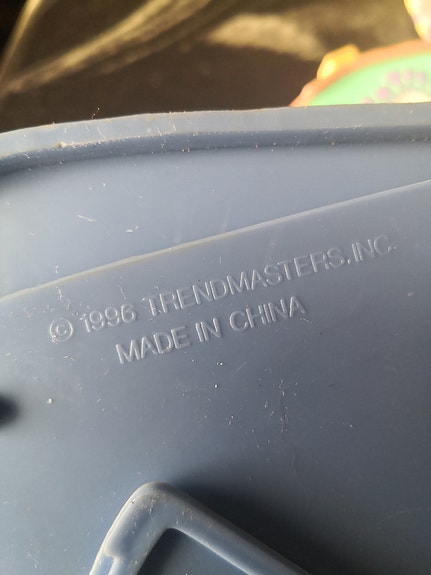 © 1996 TRENDMASTERS, INC.
MADE IN CHINA